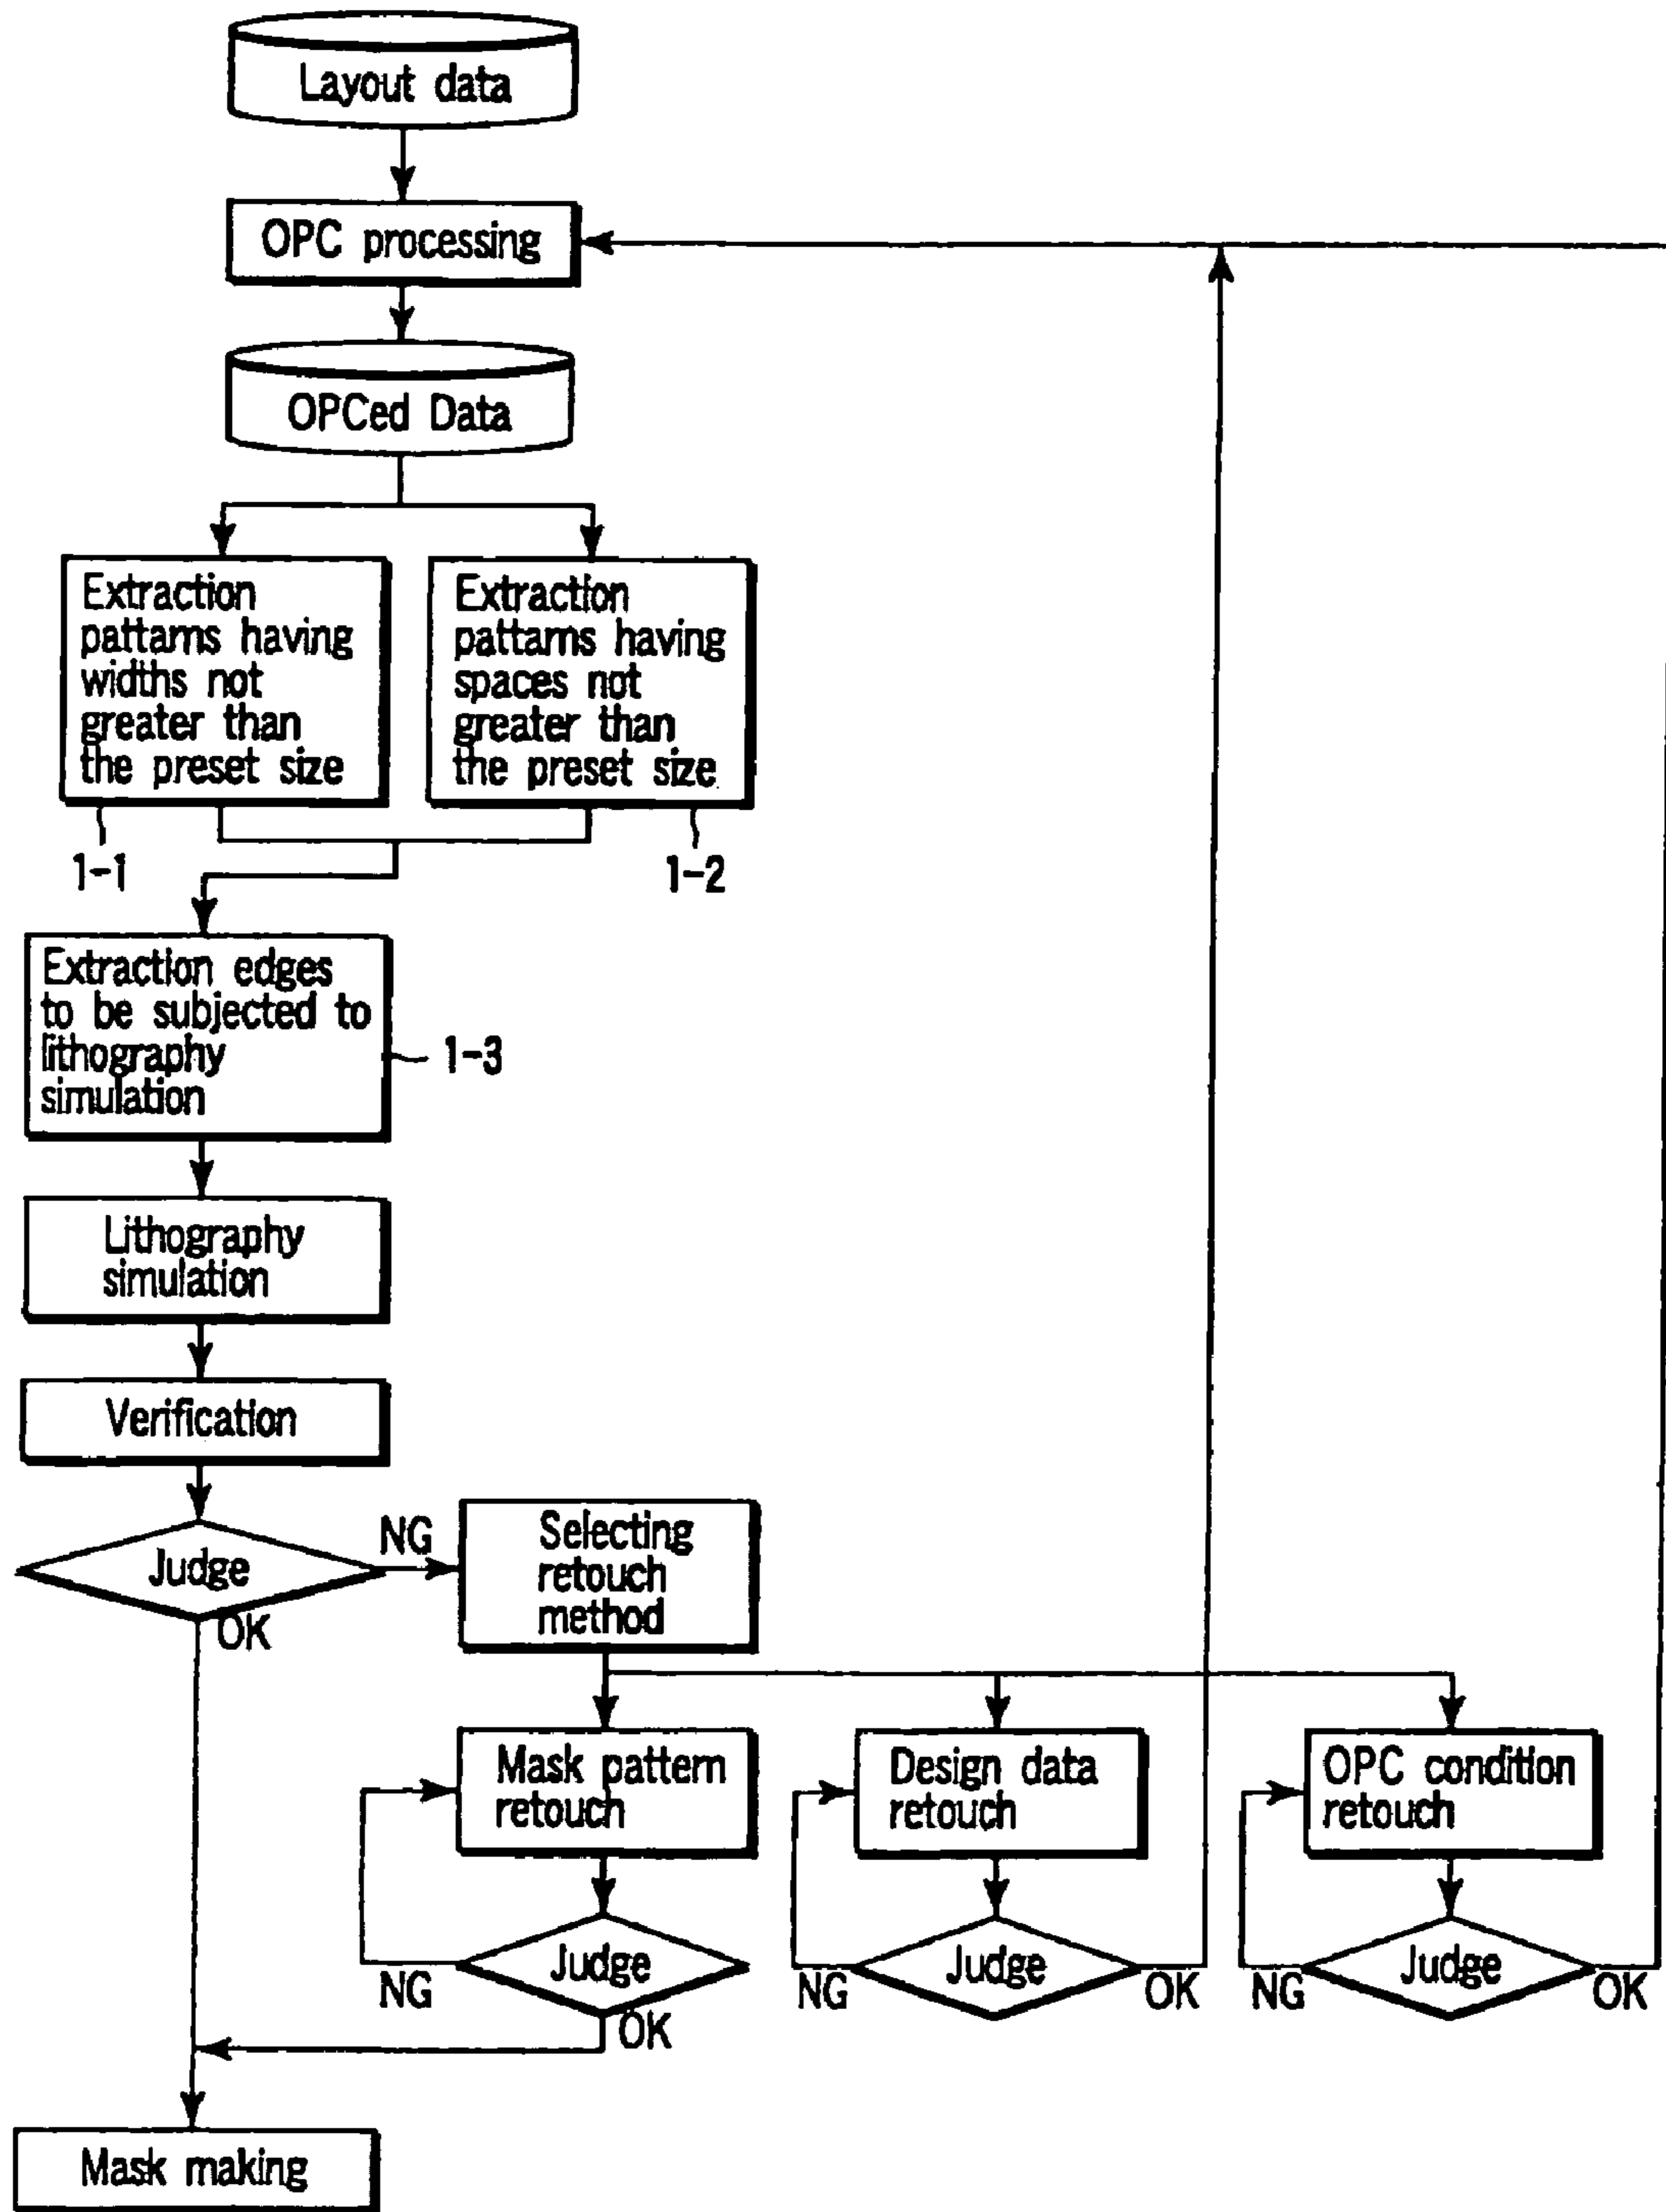 Layout data
OPC processing
OPCed Data
Extraction
pattams having
widths not
greater than
the preset size
Extraction
pattams having
spaces not
greater than
the preset size
1-1
1-2
Extraction edges
to be subjected to
lithography
simulation
1-3
Lithography
simulation
Verification
Judge
NG
OK
Selecting
retouch
method
Mask pattern
retouch
Design data
retouch
OPC condition
retouch
Judge
NG
OK
Judge
NG
OK
Judge
NG
OK
Mask making